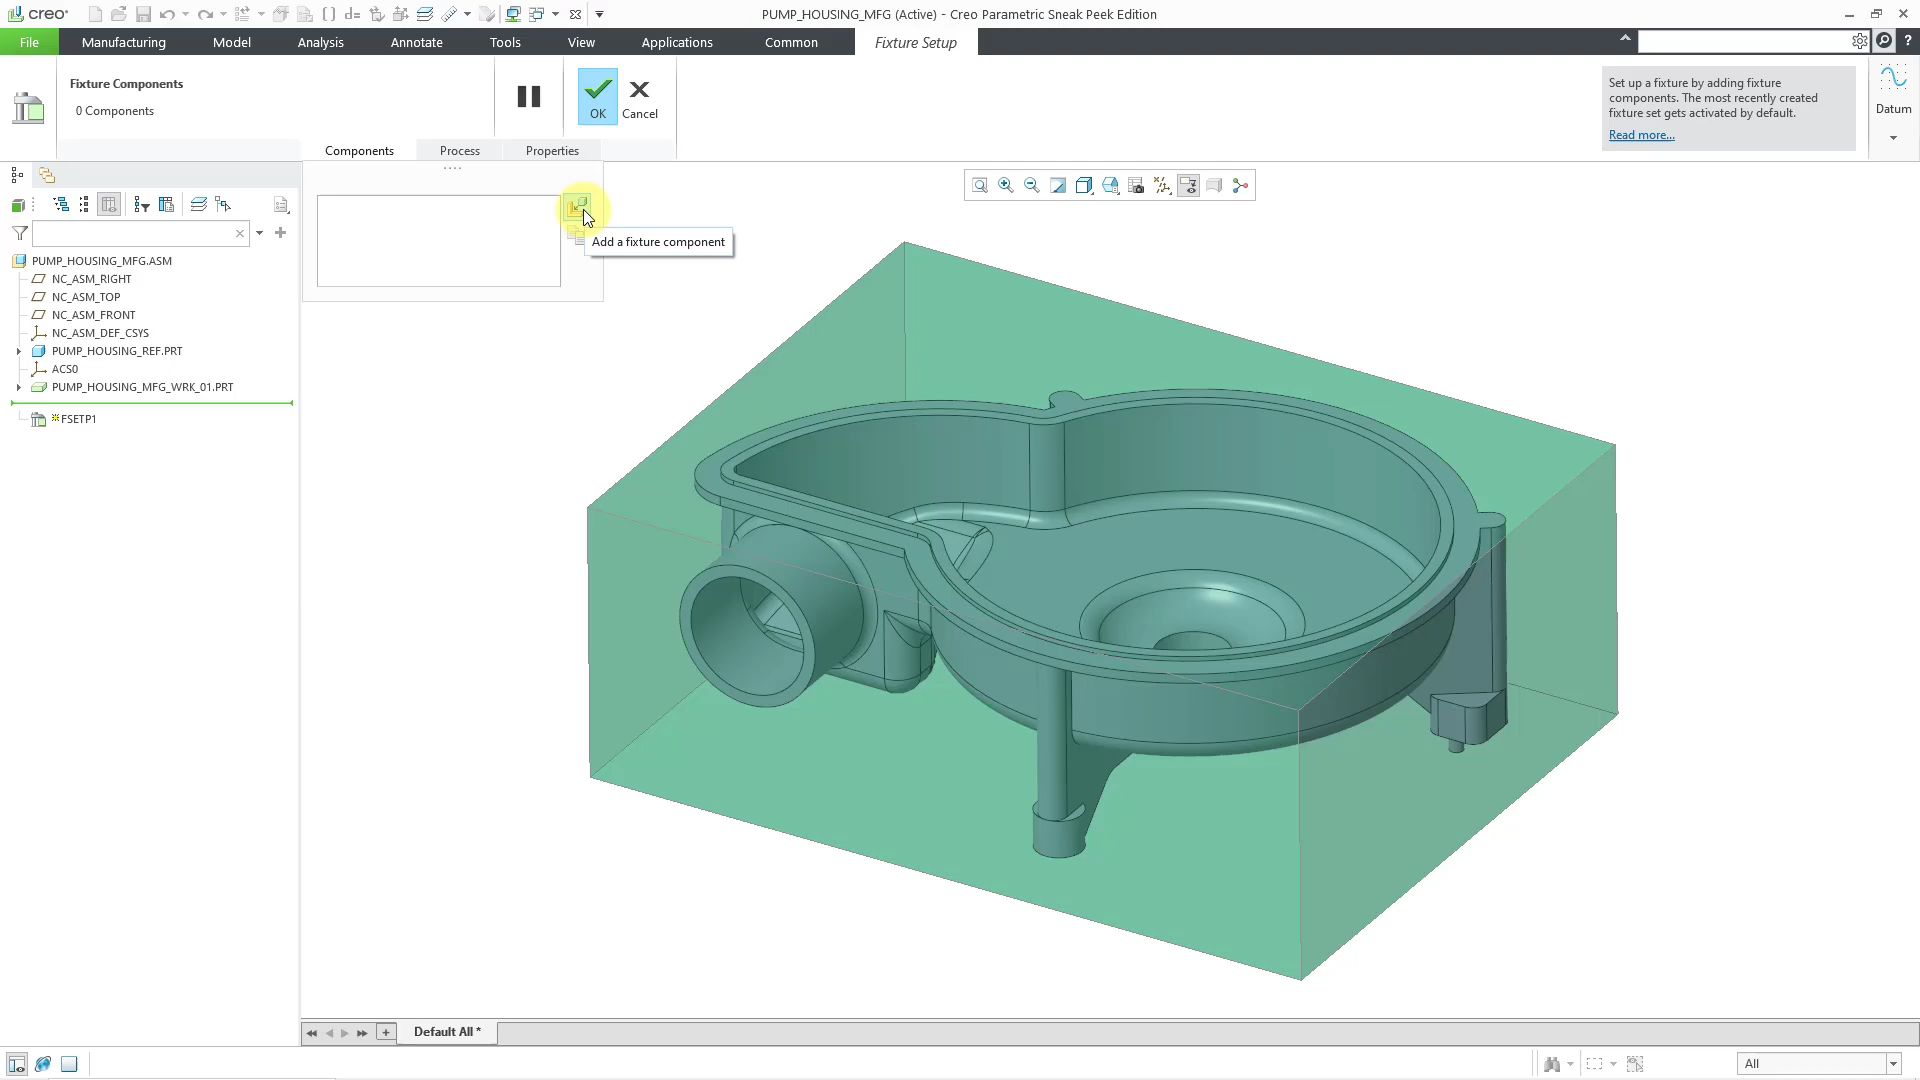 creo
PUMP_HOUSING_MFG (Active) - Creo Parametric Sneak Peek Edition
File
Manufacturing
Model
Analysis
Annotate
Tools
View
Applications
Common
Fixture Setup
Fixture Components
0 Components
OK
Cancel
Set up a fixture by adding fixture
components. The most recently created
fixture set gets activated by default.
Read more...
Datum
Components
Process
Properties
Add a fixture component
PUMP_HOUSING_MFG.ASM
NC_ASM_RIGHT
NC_ASM_TOP
NC_ASM_FRONT
NC_ASM_DEF_CSYS
PUMP_HOUSING_REF.PRT
ACS0
PUMP_HOUSING_MFG_WRK_01.PRT
FSETP1
Default All *
All